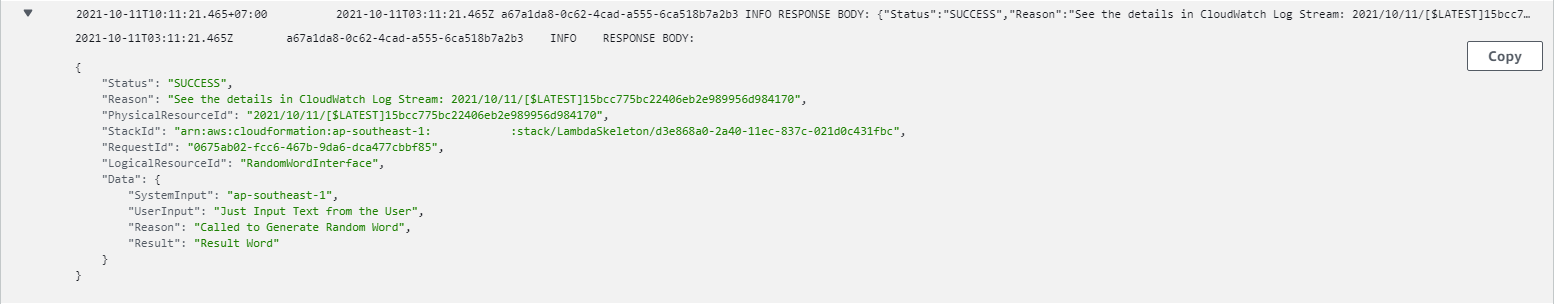 2021-10-11T10:11:21.465+07:00 2021-10-11T03:11:21.465Z a67a1da8-0c62-4cad-a555-6ca518b7a2b3 INFO RESPONSE BODY: {"Status":"SUCCESS","Reason":"See the details in CloudWatch Log Stream: 2021/10/11/[$LATEST]15bcc7…
2021-10-11T03:11:21.465Z a67a1da8-0c62-4cad-a555-6ca518b7a2b3 INFO RESPONSE BODY:
Copy
{
"Status": "SUCCESS",
"Reason": "See the details in CloudWatch Log Stream: 2021/10/11/[$LATEST]15bcc775bc22406eb2e989956d984170",
"PhysicalResourceId": "2021/10/11/[$LATEST]15bcc775bc22406eb2e989956d984170",
"StackId": "arn:aws:cloudformation:ap-southeast-1: :stack/LambdaSkeleton/d3e868a0-2a40-11ec-837c-021d0c431fbc",
"RequestId": "0675ab02-fcc6-467b-9da6-dca477cbbf85",
"LogicalResourceId": "RandomWordInterface",
"Data": {
"SystemInput": "ap-southeast-1",
"UserInput": "Just Input Text from the User",
"Reason": "Called to Generate Random Word",
"Result": "Result Word"
}
}